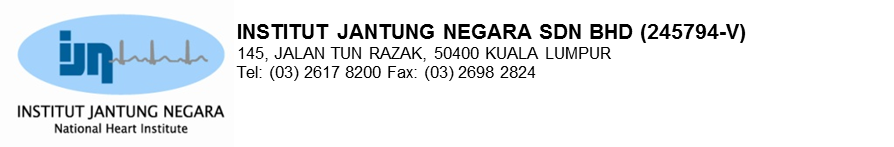 ijn
INSTITUT JANTUNG NEGARA
National Heart Institute
INSTITUT JANTUNG NEGARA SDN BHD (245794-V)
145, JALAN TUN RAZAK, 50400 KUALA LUMPUR
Tel: (03) 2617 8200 Fax: (03) 2698 2824